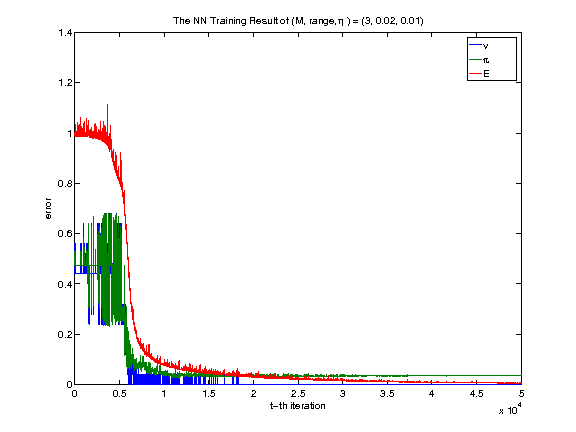 The NN Training Result of (M, range, η ) = (3, 0.02, 0.01)
1.4
1.2
1
0.8
0.6
0.4
0.2
0
error
ν
π
E
0 0.5 1 1.5 2 2.5 3 3.5 4 4.5 5
t−th iteration
x 10^4